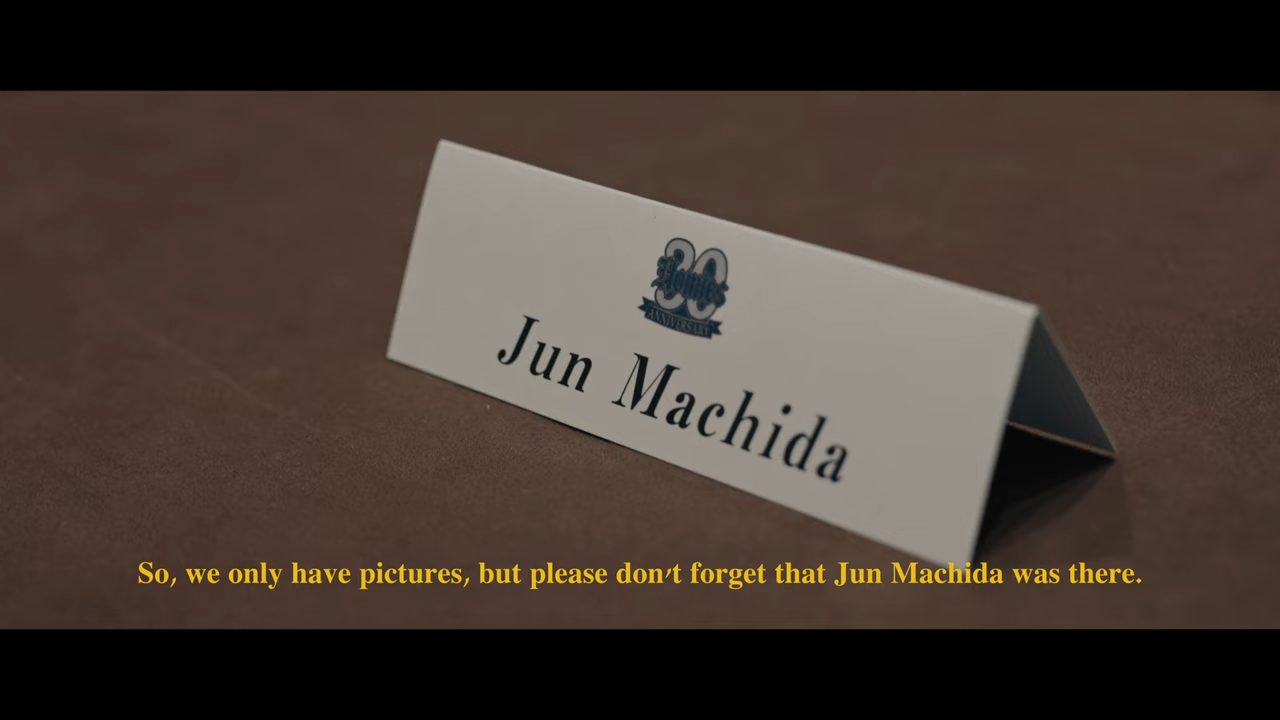 30
ANNIVERSARY
Jun Machida
So, we only have pictures, but please don't forget that Jun Machida was there.